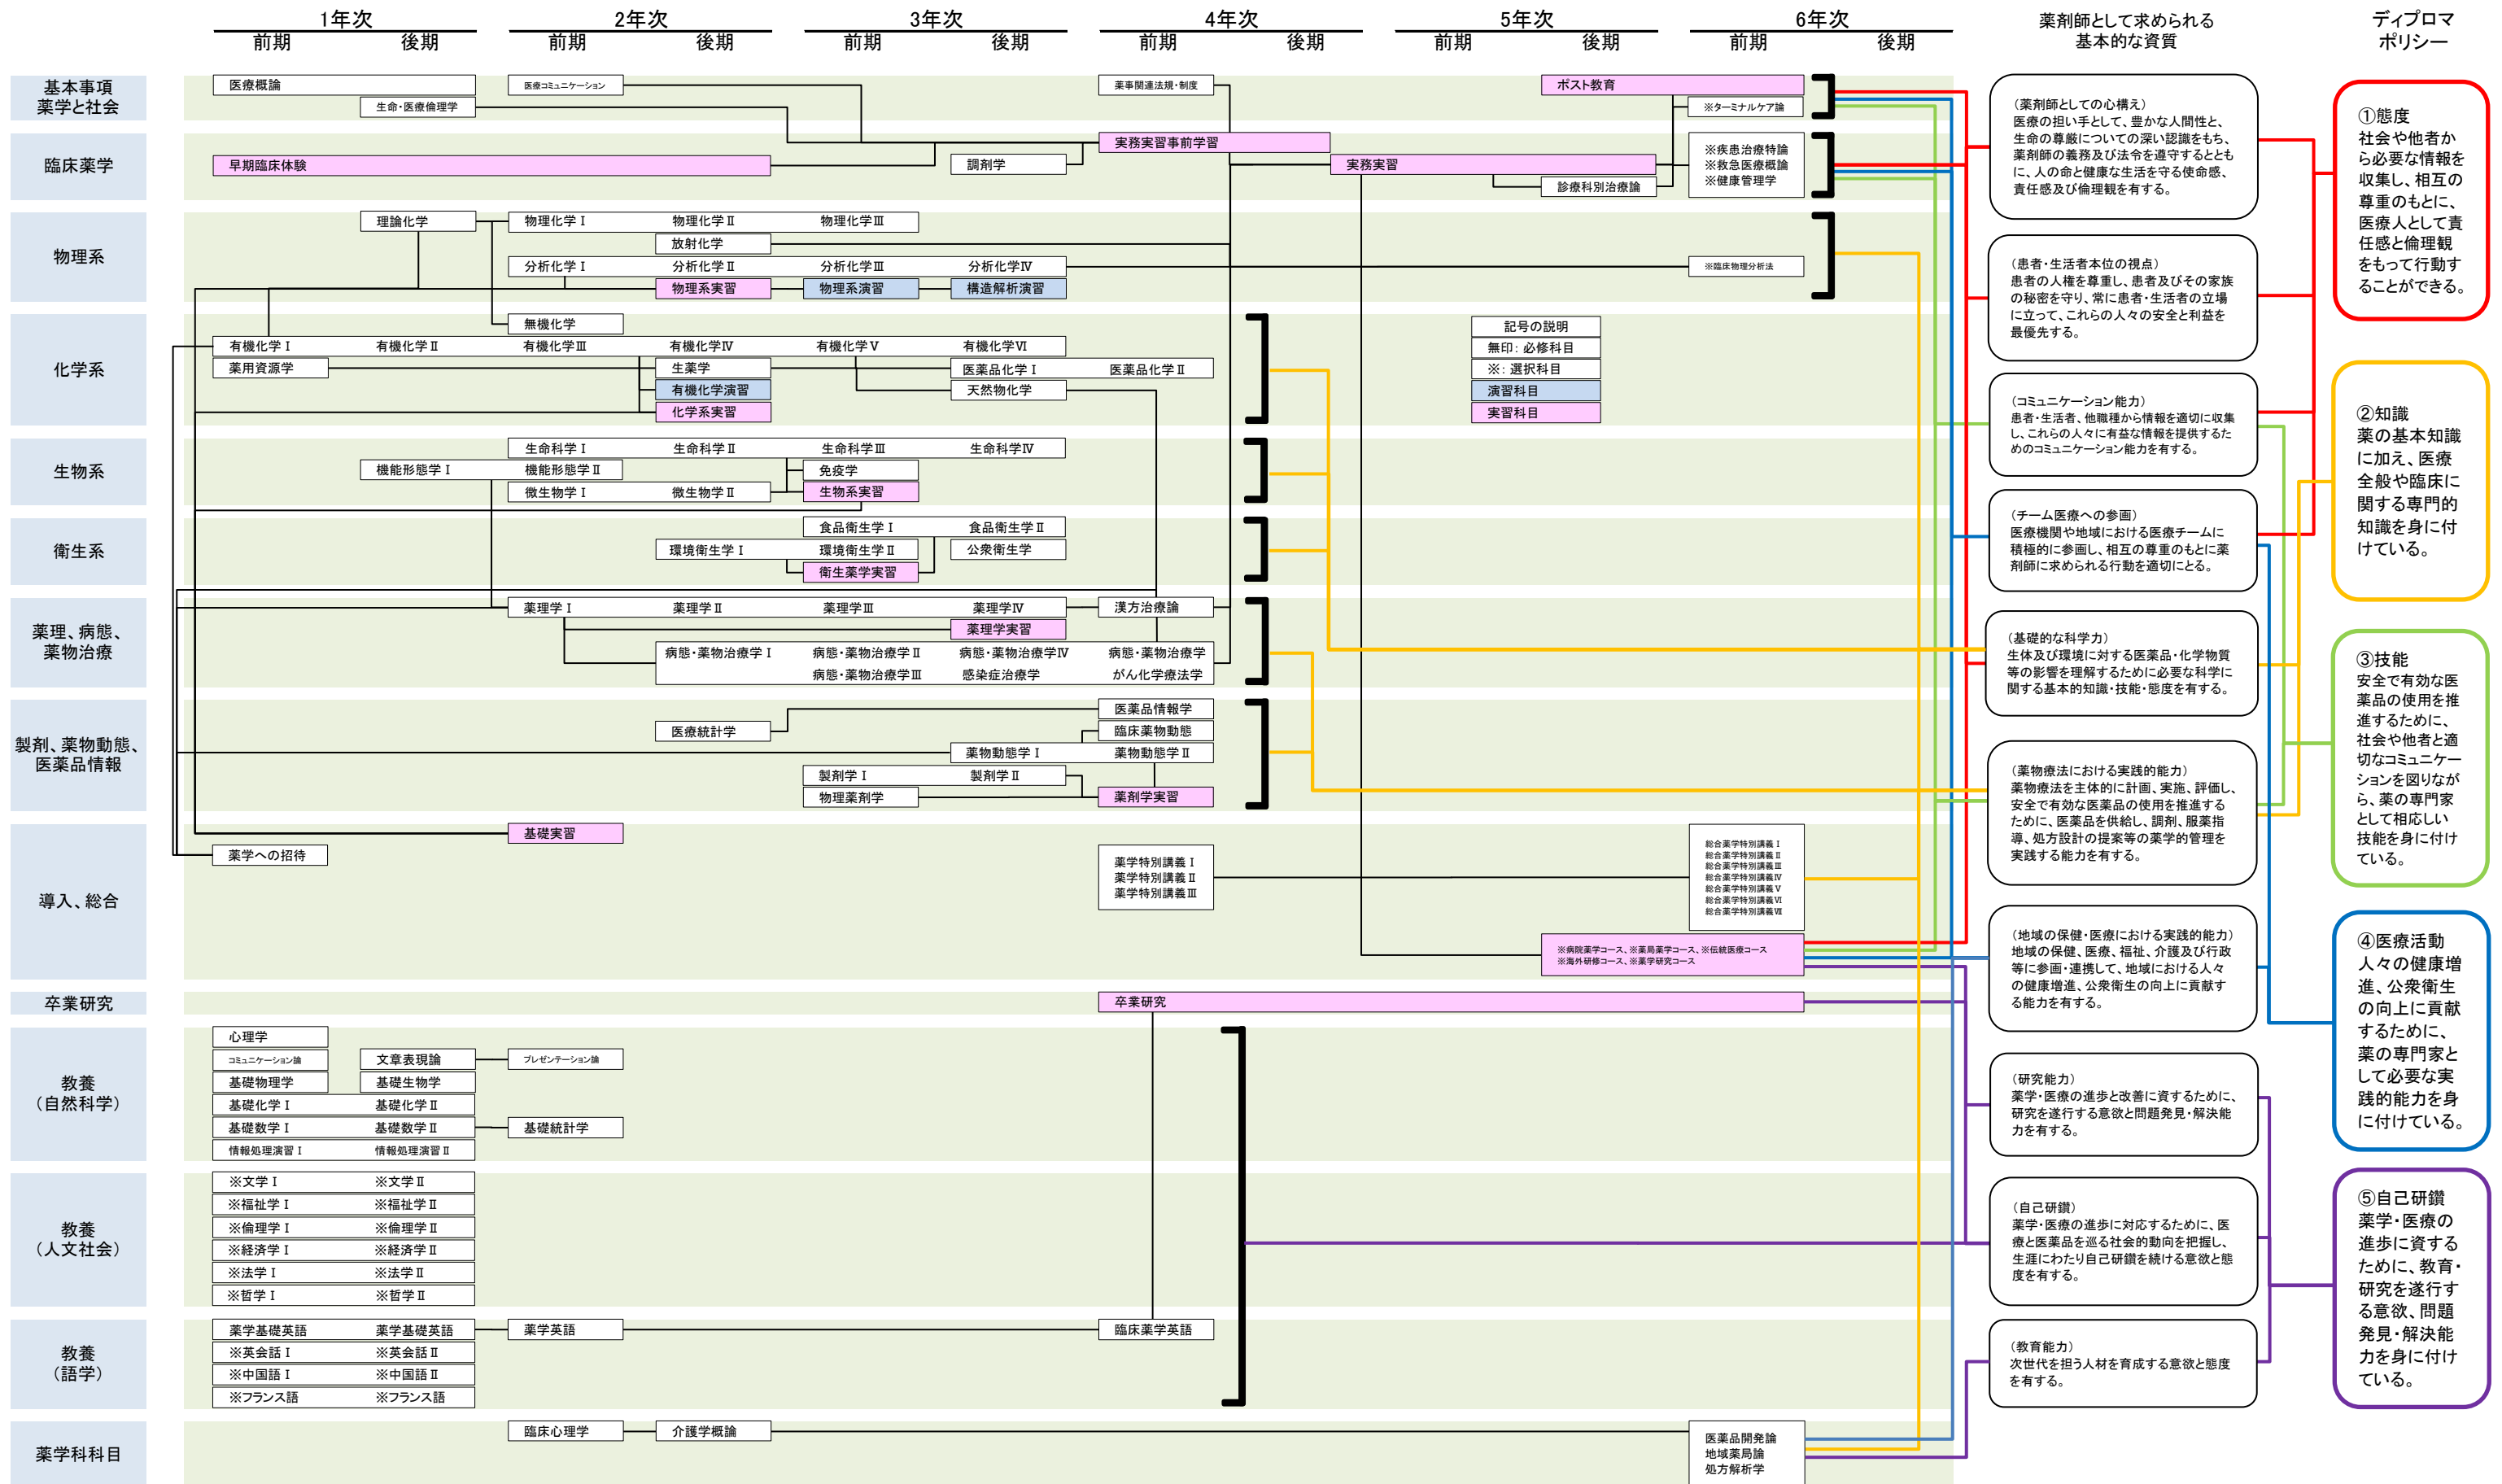 1年次 2年次 3年次 4年次 5年次 6年次
前期 後期 前期 後期 前期 後期 前期 後期 前期 後期 前期 後期
薬剤師として求められる
基本的な資質
ディプロマ
ポリシー
基本事項
薬学と社会
医療概論
医療コミュニケーション
薬事関連法規・制度
ポスト教育
生命・医療倫理学
※ターミナルケア論
臨床薬学
実務実習事前学習
早期臨床体験
調剤学
実務実習
診療科別治療論
※疾患治療特論
※救急医療概論
※健康管理学
物理系
理論化学
物理化学Ⅰ 物理化学Ⅱ 物理化学Ⅲ
放射化学
分析化学Ⅰ 分析化学Ⅱ 分析化学Ⅲ 分析化学Ⅳ
※臨床物理分析法
物理系実習
物理系演習
構造解析演習
化学系
無機化学
有機化学Ⅰ 有機化学Ⅱ 有機化学Ⅲ 有機化学Ⅳ 有機化学Ⅴ 有機化学Ⅵ
薬用資源学
生薬学
医薬品化学Ⅰ 医薬品化学Ⅱ
有機化学演習
天然物化学
化学系実習
記号の説明
無印:必修科目
※:選択科目
演習科目
実習科目
生物系
生命科学Ⅰ 生命科学Ⅱ 生命科学Ⅲ 生命科学Ⅳ
機能形態学Ⅰ 機能形態学Ⅱ
免疫学
微生物学Ⅰ 微生物学Ⅱ
生物系実習
衛生系
食品衛生学Ⅰ 食品衛生学Ⅱ
環境衛生学Ⅰ 環境衛生学Ⅱ
公衆衛生学
衛生薬学実習
薬理、病態、
薬物治療
薬理学Ⅰ 薬理学Ⅱ 薬理学Ⅲ 薬理学Ⅳ
漢方治療論
薬理学実習
病態・薬物治療学Ⅰ 病態・薬物治療学Ⅱ 病態・薬物治療学Ⅳ 病態・薬物治療学
病態・薬物治療学Ⅲ 感染症治療学 がん化学療法学
製剤、薬物動態、
医薬品情報
医薬品情報学
医療統計学
臨床薬物動態
薬物動態学Ⅰ 薬物動態学Ⅱ
製剤学Ⅰ 製剤学Ⅱ
物理薬剤学
薬剤学実習
導入、総合
基礎実習
薬学への招待
薬学特別講義Ⅰ
薬学特別講義Ⅱ
薬学特別講義Ⅲ
総合薬学特別講義Ⅰ
総合薬学特別講義Ⅱ
総合薬学特別講義Ⅲ
総合薬学特別講義Ⅳ
総合薬学特別講義Ⅴ
総合薬学特別講義Ⅵ
総合薬学特別講義Ⅶ
※病院薬学コース、※薬局薬学コース、※伝統医療コース
※海外研修コース、※薬学研究コース
卒業研究
卒業研究
教養
(自然科学)
心理学
コミュニケーション論
文章表現論
プレゼンテーション論
基礎物理学
基礎生物学
基礎化学Ⅰ 基礎化学Ⅱ
基礎数学Ⅰ 基礎数学Ⅱ
基礎統計学
情報処理演習Ⅰ 情報処理演習Ⅱ
教養
(人文社会)
※文学Ⅰ ※文学Ⅱ
※福祉学Ⅰ ※福祉学Ⅱ
※倫理学Ⅰ ※倫理学Ⅱ
※経済学Ⅰ ※経済学Ⅱ
※法学Ⅰ ※法学Ⅱ
※哲学Ⅰ ※哲学Ⅱ
教養
(語学)
薬学基礎英語 薬学基礎英語
薬学英語
臨床薬学英語
※英会話Ⅰ ※英会話Ⅱ
※中国語Ⅰ ※中国語Ⅱ
※フランス語 ※フランス語
薬学科科目
臨床心理学
介護学概論
医薬品開発論
地域薬局論
処方解析学
(薬剤師としての心構え)
医療の担い手として、豊かな人間性と、
生命の尊厳についての深い認識をもち、
薬剤師の義務及び法令を遵守するととも
に、人の命と健康な生活を守る使命感、
責任感及び倫理観を有する。
(患者・生活者本位の視点)
患者の人権を尊重し、患者及びその家族
の秘密を守り、常に患者・生活者の立場
に立って、これらの人々の安全と利益を
最優先する。
(コミュニケーション能力)
患者・生活者、他職種から情報を適切に収集
し、これらの人々に有益な情報を提供するた
めのコミュニケーション能力を有する。
(チーム医療への参画)
医療機関や地域における医療チームに
積極的に参画し、相互の尊重のもとに薬
剤師に求められる行動を適切にとる。
(基礎的な科学力)
生体及び環境に対する医薬品・化学物質
等の影響を理解するために必要な科学に
関する基本的知識・技能・態度を有する。
(薬物療法における実践的能力)
薬物療法を主体的に計画、実施、評価し、
安全で有効な医薬品の使用を推進する
ために、医薬品を供給し、調剤、服薬指
導、処方設計の提案等の薬学的管理を
実践する能力を有する。
(地域の保健・医療における実践的能力)
地域の保健、医療、福祉、介護及び行政
等に参画・連携して、地域における人々
の健康増進、公衆衛生の向上に貢献す
る能力を有する。
(研究能力)
薬学・医療の進歩と改善に資するために、
研究を遂行する意欲と問題発見・解決能
力を有する。
(自己研鑽)
薬学・医療の進歩に対応するために、医
療と医薬品を巡る社会的動向を把握し、
生涯にわたり自己研鑽を続ける意欲と態
度を有する。
(教育能力)
次世代を担う人材を育成する意欲と態度
を有する。
①態度
社会や他者か
ら必要な情報を
収集し、相互の
尊重のもとに、
医療人として責
任感と倫理観
をもって行動す
ることができる。
②知識
薬の基本知識
に加え、医療
全般や臨床に
関する専門的
知識を身に付
けている。
③技能
安全で有効な医
薬品の使用を推
進するために、
社会や他者と適
切なコミュニケー
ションを図りなが
ら、薬の専門家
として相応しい
技能を身に付け
ている。
④医療活動
人々の健康増
進、公衆衛生
の向上に貢献
するために、
薬の専門家と
して必要な実
践的能力を身
に付けている。
⑤自己研鑽
薬学・医療の
進歩に資する
ために、教育・
研究を遂行す
る意欲、問題
発見・解決能
力を身に付け
ている。